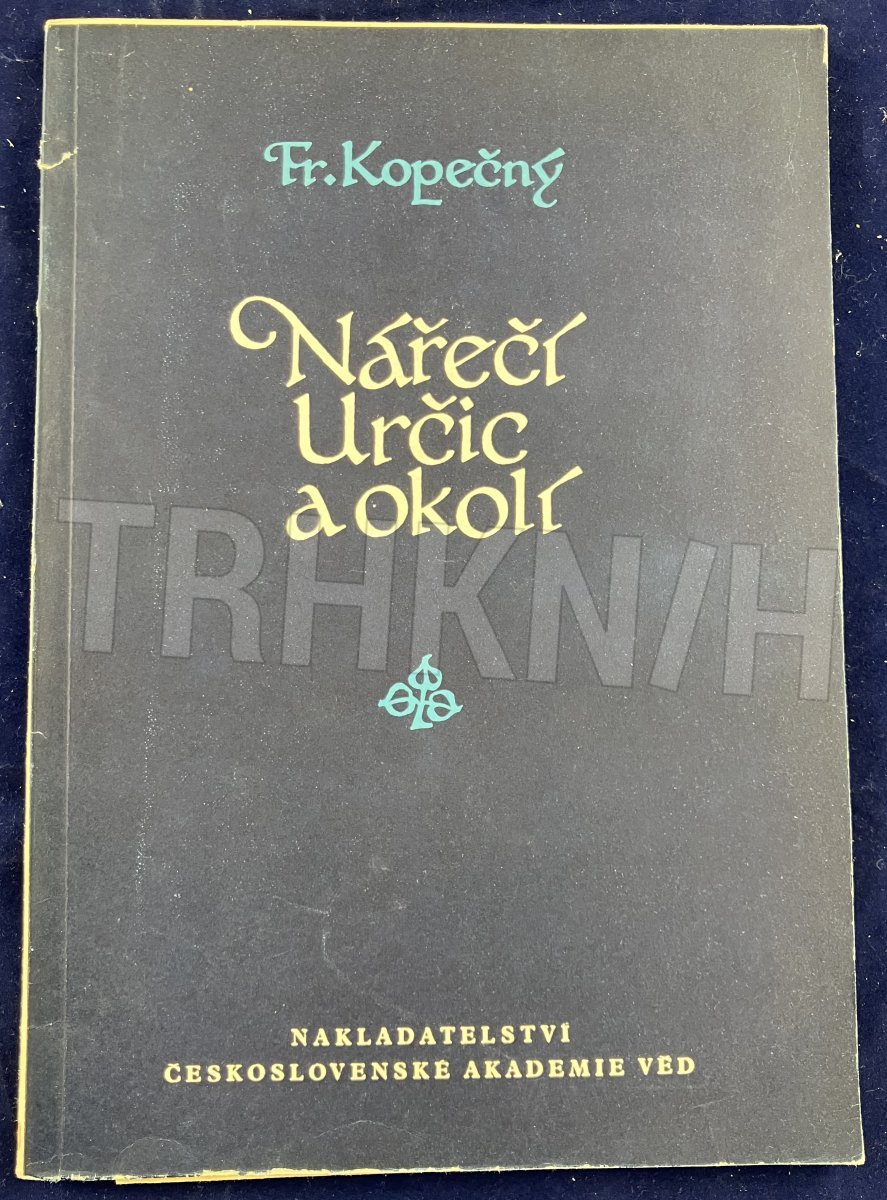 Fr. Kopečný
Nářečí
Určic
a okolí
TRHKNIH
NAKLADATELSTVÍ
ČESKOSLOVENSKÉ AKADEMIE VĚD